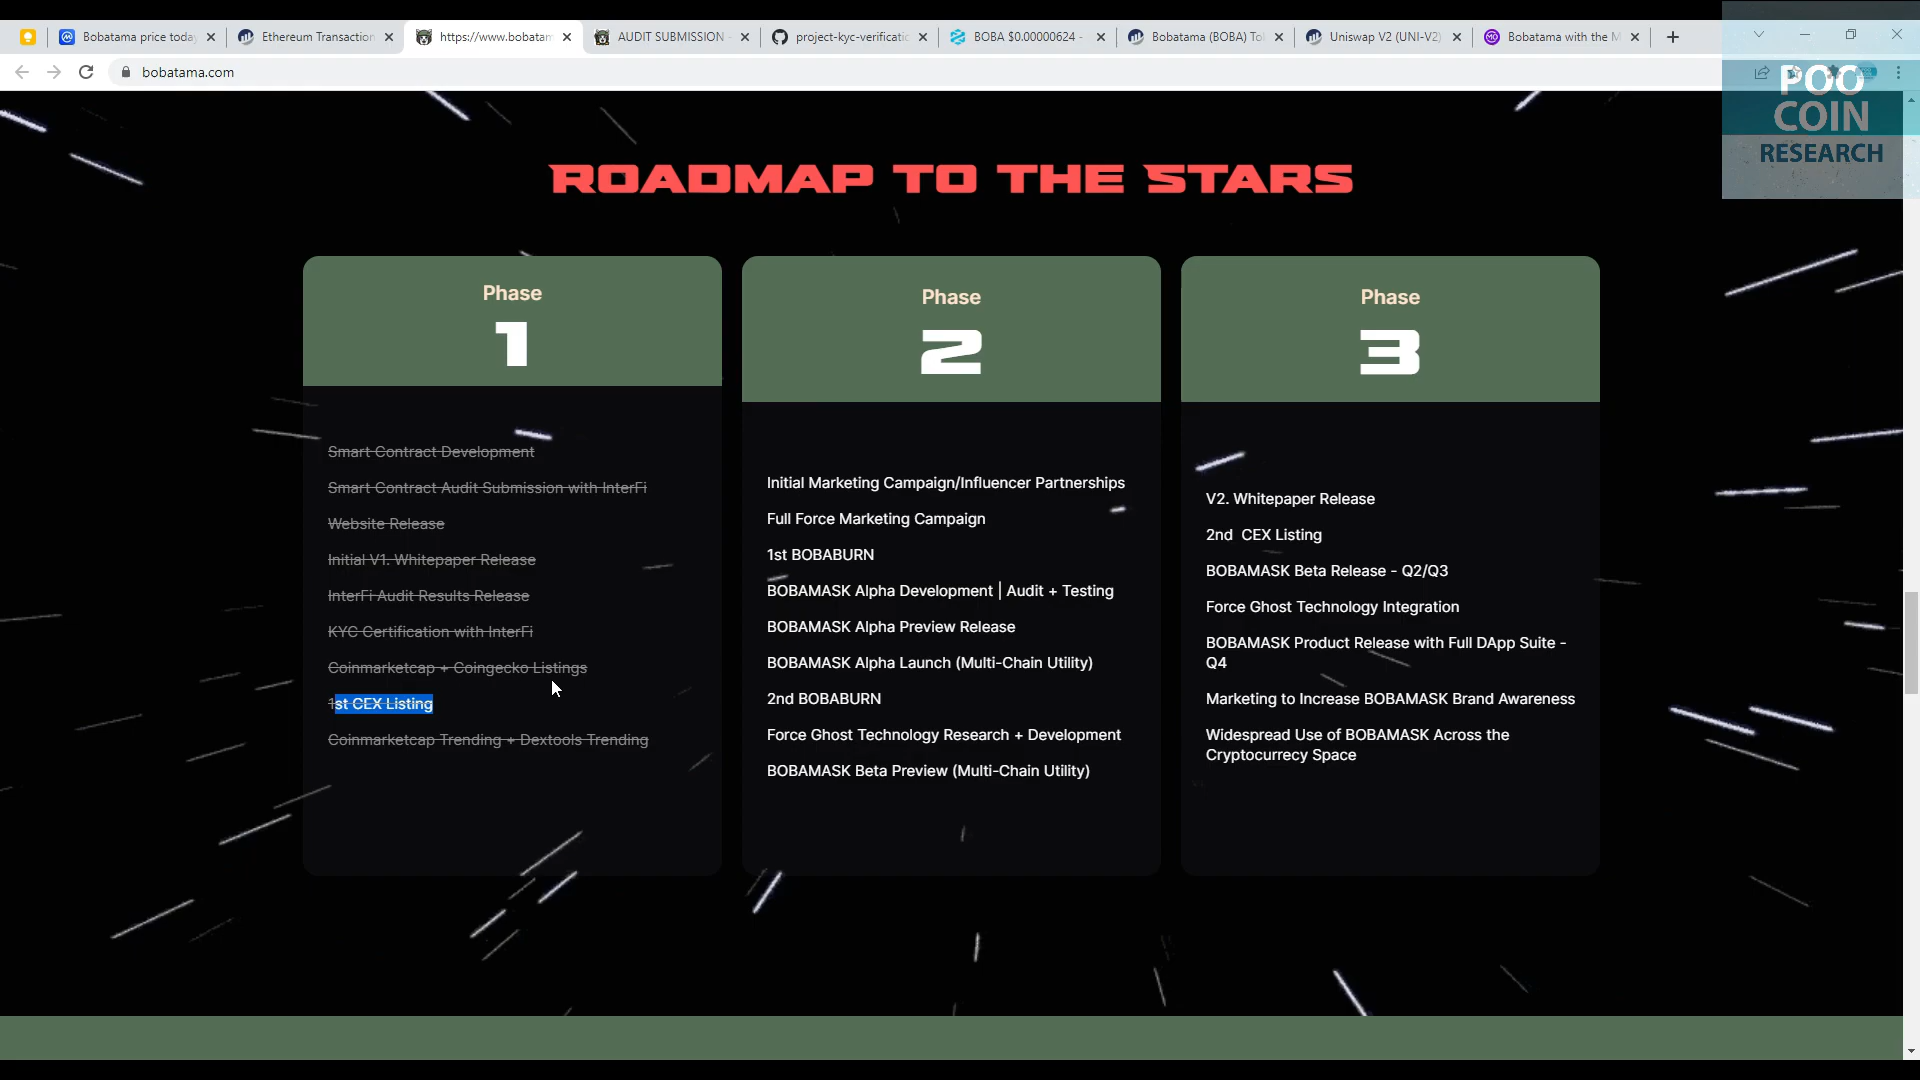 Bobatama price today
Ethereum Transaction
https://www.bobatam
AUDIT SUBMISSION -
project-kyc-verificatic
BOBA $0.00000624 -
Bobatama (BOBA) To
Uniswap V2 (UNI-V2)
Bobatama with the M
bobatama.com
POO
COIN
RESEARCH
ROADMAP TO THE STARS
Phase
1
Smart Contract Development
Smart Contract Audit Submission with InterFi
Website Release
Initial V1. Whitepaper Release
InterFi Audit Results Release
KYC Certification with InterFi
Coinmarketcap + Coingecko Listings
1st CEX Listing
Coinmarketcap Trending + Dextools Trending
Phase
2
Initial Marketing Campaign/Influencer Partnerships
Full Force Marketing Campaign
1st BOBABURN
BOBAMASK Alpha Development | Audit + Testing
BOBAMASK Alpha Preview Release
BOBAMASK Alpha Launch (Multi-Chain Utility)
2nd BOBABURN
Force Ghost Technology Research + Development
BOBAMASK Beta Preview (Multi-Chain Utility)
Phase
3
V2. Whitepaper Release
2nd CEX Listing
BOBAMASK Beta Release - Q2/Q3
Force Ghost Technology Integration
BOBAMASK Product Release with Full DApp Suite -
Q4
Marketing to Increase BOBAMASK Brand Awareness
Widespread Use of BOBAMASK Across the
Cryptocurrecy Space